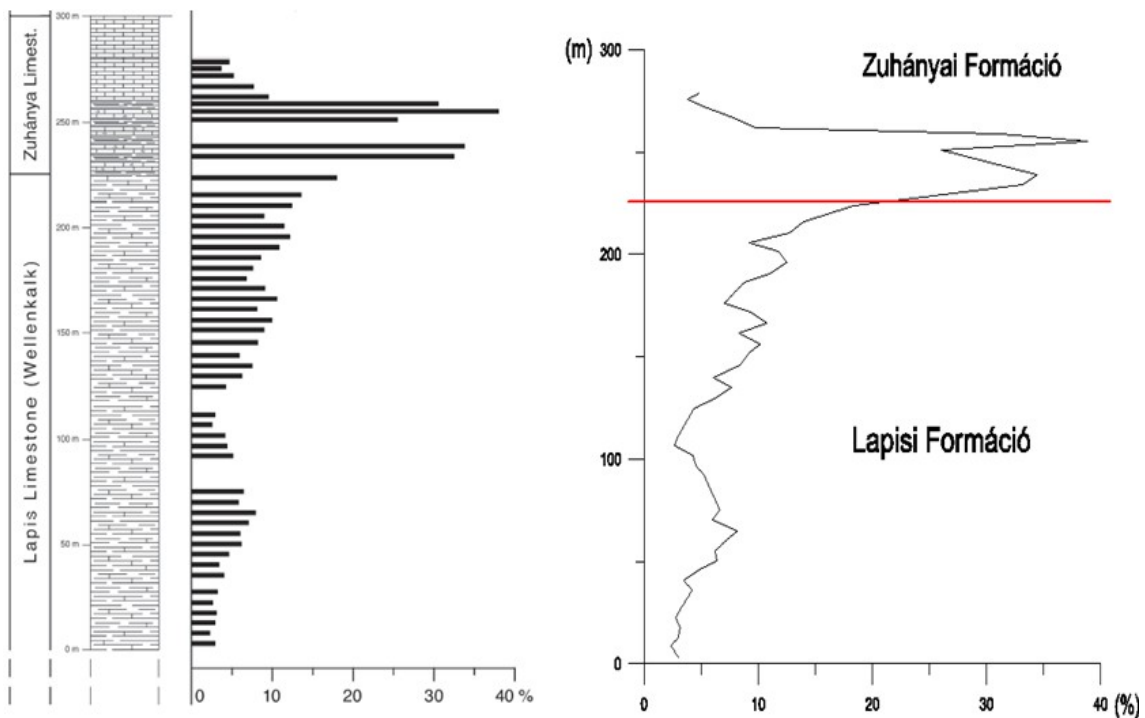 Zuhánya Limest.
Lapis Limestone (Wellenkalk)
300 m
250 m
200 m
150 m
100 m
50 m
0 m
0 10 20 30 40 %
(m)
300
200
100
0
Zuhányai Formáció
Lapisi Formáció
0 10 20 30 40 (%)